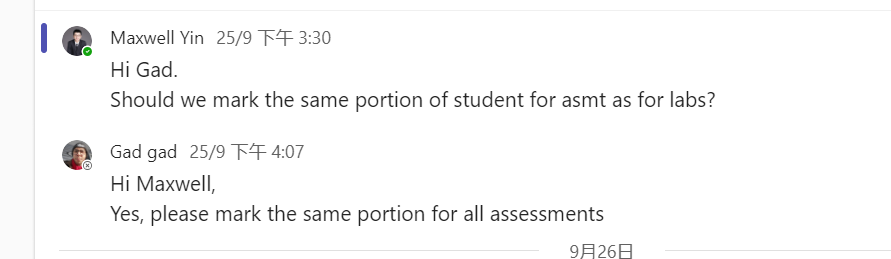 Maxwell Yin 25/9 下午 3:30
Hi Gad.
Should we mark the same portion of student for asmt as for labs?
Gad gad 25/9 下午 4:07
Hi Maxwell,
Yes, please mark the same portion for all assessments
9月26日